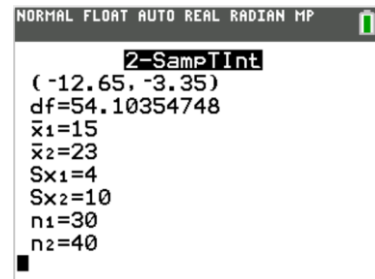 NORMAL FLOAT AUTO REAL RADIAN MP
2-SampTInt
(-12.65,-3.35)
df=54.10354748
x̄1=15
x̄2=23
Sx1=4
Sx2=10
n1=30
n2=40